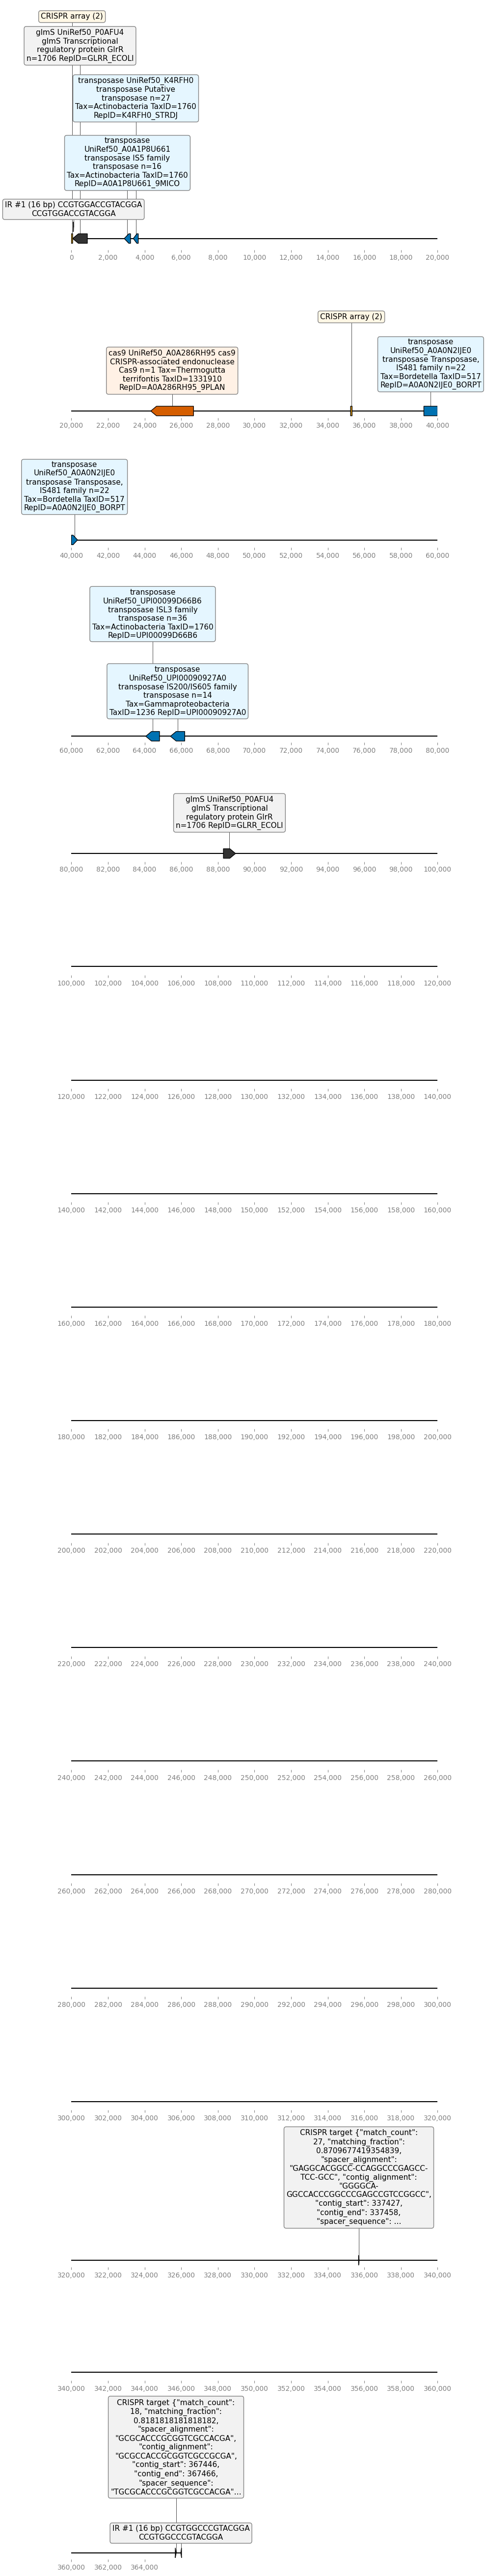 CRISPR array (2)
glmS UniRef50_P0AFU4
glmS Transcriptional
regulatory protein GlrR
n=1706 RepID=GLRR_ECOLI
transposase UniRef50_K4RFH0
transposase Putative
transposase n=27
Tax=Actinobacteria TaxID=1760
RepID=K4RFH0_STRDJ
transposase
UniRef50_A0A1P8U661
transposase IS5 family
transposase n=16
Tax=Actinobacteria TaxID=1760
RepID=A0A1P8U661_9MICO
IR #1 (16 bp) CCGTGGACCGTACGGA
CCGTGGACCGTACGGA
0 2,000 4,000 6,000 8,000 10,000 12,000 14,000 16,000 18,000 20,000
CRISPR array (2)
cas9 UniRef50_A0A286RH95 cas9
CRISPR-associated endonuclease
Cas9 n=1 Tax=Thermogutta
terrifontis TaxID=1331910
RepID=A0A286RH95_9PLAN
transposase
UniRef50_A0A0N2IJE0
transposase Transposase,
IS481 family n=22
Tax=Bordetella TaxID=517
RepID=A0A0N2IJE0_BORPT
20,000 22,000 24,000 26,000 28,000 30,000 32,000 34,000 36,000 38,000 40,000
transposase
UniRef50_A0A0N2IJE0
transposase Transposase,
IS481 family n=22
Tax=Bordetella TaxID=517
RepID=A0A0N2IJE0_BORPT
40,000 42,000 44,000 46,000 48,000 50,000 52,000 54,000 56,000 58,000 60,000
transposase
UniRef50_UPI00099D66B6
transposase ISL3 family
transposase n=36
Tax=Actinobacteria TaxID=1760
RepID=UPI00099D66B6
transposase
UniRef50_UPI00090927A0
transposase IS200/IS605 family
transposase n=14
Tax=Gammaproteobacteria
TaxID=1236 RepID=UPI00090927A0
60,000 62,000 64,000 66,000 68,000 70,000 72,000 74,000 76,000 78,000 80,000
glmS UniRef50_P0AFU4
glmS Transcriptional
regulatory protein GlrR
n=1706 RepID=GLRR_ECOLI
80,000 82,000 84,000 86,000 88,000 90,000 92,000 94,000 96,000 98,000 100,000
100,000 102,000 104,000 106,000 108,000 110,000 112,000 114,000 116,000 118,000 120,000
120,000 122,000 124,000 126,000 128,000 130,000 132,000 134,000 136,000 138,000 140,000
140,000 142,000 144,000 146,000 148,000 150,000 152,000 154,000 156,000 158,000 160,000
160,000 162,000 164,000 166,000 168,000 170,000 172,000 174,000 176,000 178,000 180,000
180,000 182,000 184,000 186,000 188,000 190,000 192,000 194,000 196,000 198,000 200,000
200,000 202,000 204,000 206,000 208,000 210,000 212,000 214,000 216,000 218,000 220,000
220,000 222,000 224,000 226,000 228,000 230,000 232,000 234,000 236,000 238,000 240,000
240,000 242,000 244,000 246,000 248,000 250,000 252,000 254,000 256,000 258,000 260,000
260,000 262,000 264,000 266,000 268,000 270,000 272,000 274,000 276,000 278,000 280,000
280,000 282,000 284,000 286,000 288,000 290,000 292,000 294,000 296,000 298,000 300,000
300,000 302,000 304,000 306,000 308,000 310,000 312,000 314,000 316,000 318,000 320,000
CRISPR target {"match_count":
27, "matching_fraction":
0.8709677419354839,
"spacer_alignment":
"GAGGCACGGCC-CCAGGCCCGAGCC-
TCC-GCC", "contig_alignment":
"GGGGCA-
GGCCACCCGGCCCGAGCCGTCCGGCC",
"contig_start": 337427,
"contig_end": 337458,
"spacer_sequence": ...
320,000 322,000 324,000 326,000 328,000 330,000 332,000 334,000 336,000 338,000 340,000
340,000 342,000 344,000 346,000 348,000 350,000 352,000 354,000 356,000 358,000 360,000
CRISPR target {"match_count":
18, "matching_fraction":
0.8181818181818182,
"spacer_alignment":
"GCGCACCCGCGGTCGCCACGA",
"contig_alignment":
"GCGCCACCGCGGTCGCCGCGA",
"contig_start": 367446,
"contig_end": 367466,
"spacer_sequence":
"TGCGCACCCGCGGTCGCCACGA"...
IR #1 (16 bp) CCGTGGCCCGTACGGA
CCGTGGCCCGTACGGA
360,000 362,000 364,000